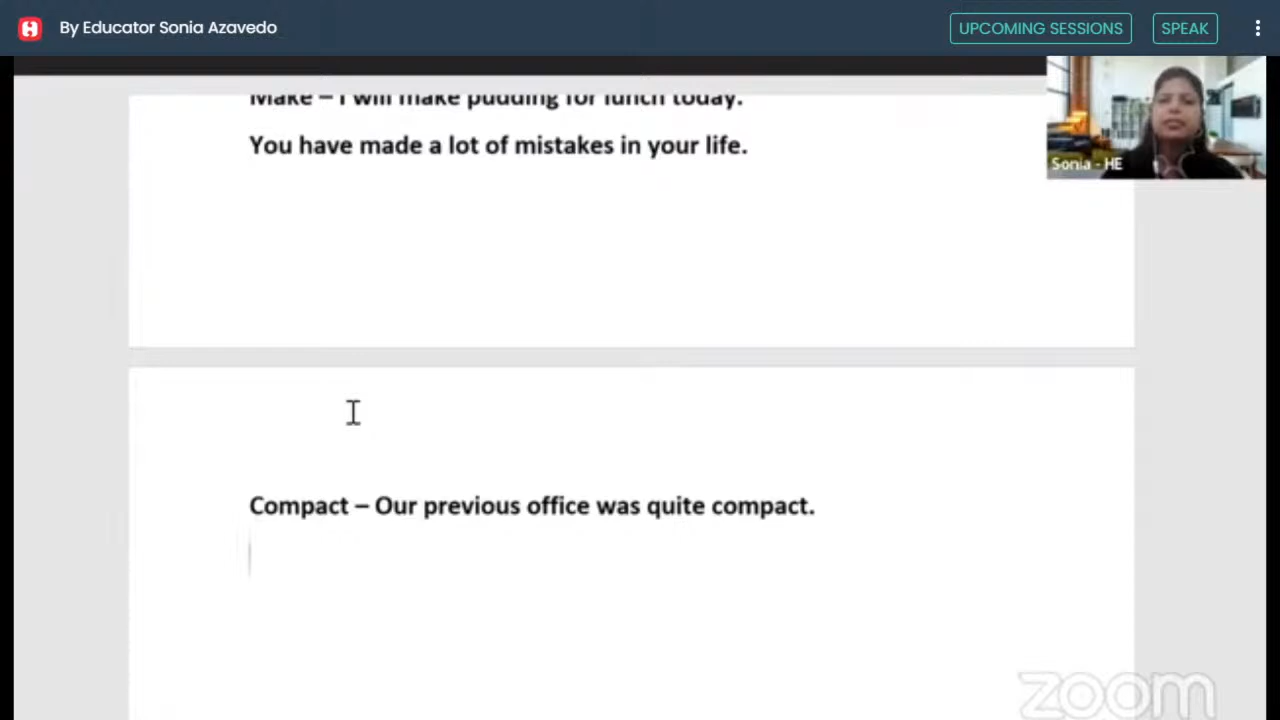 By Educator Sonia Azavedo
UPCOMING SESSIONS
SPEAK
Make – I will make pudding for lunch today.
You have made a lot of mistakes in your life.
Sonia - HE
Compact – Our previous office was quite compact.
zoom